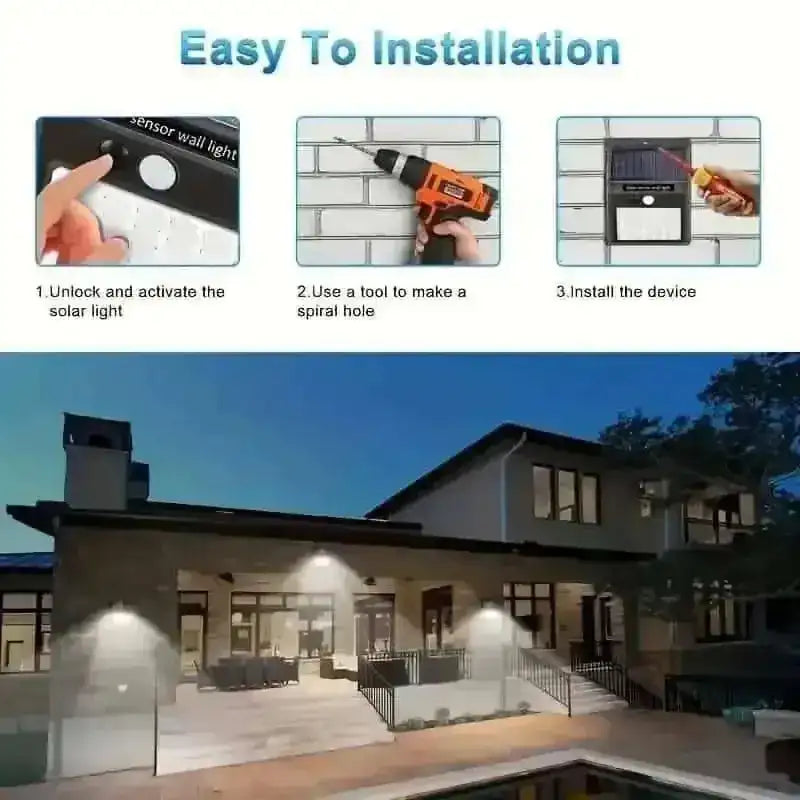 Easy To Installation
sensor wall light
1.Unlock and activate the
solar light
2.Use a tool to make a
spiral hole
3.Install the device